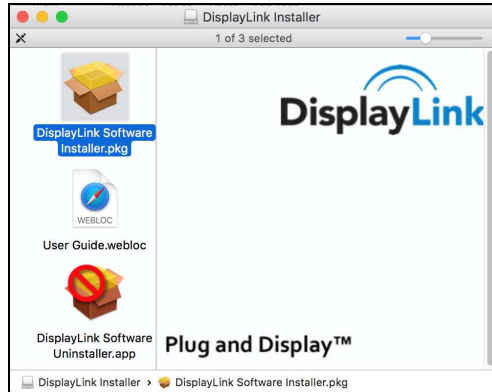 DisplayLink Installer
1 of 3 selected
DisplayLink Software
Installer.pkg
WEBLOC
User Guide.webloc
DisplayLink Software
Uninstaller.app
DisplayLink
Plug and Display™
DisplayLink Installer › DisplayLink Software Installer.pkg